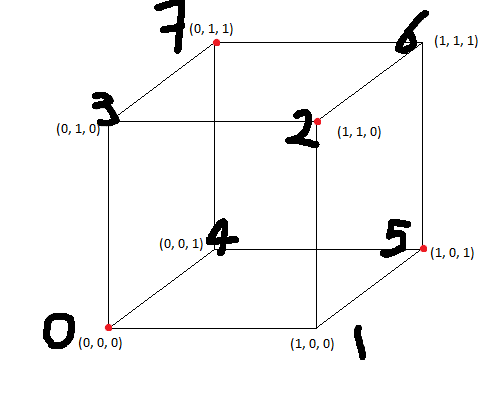 7 (0, 1, 1)
6 (1, 1, 1)
3 (0, 1, 0)
2 (1, 1, 0)
(0, 0, 1) 4
5 (1, 0, 1)
0 (0, 0, 0)
(1, 0, 0) 1